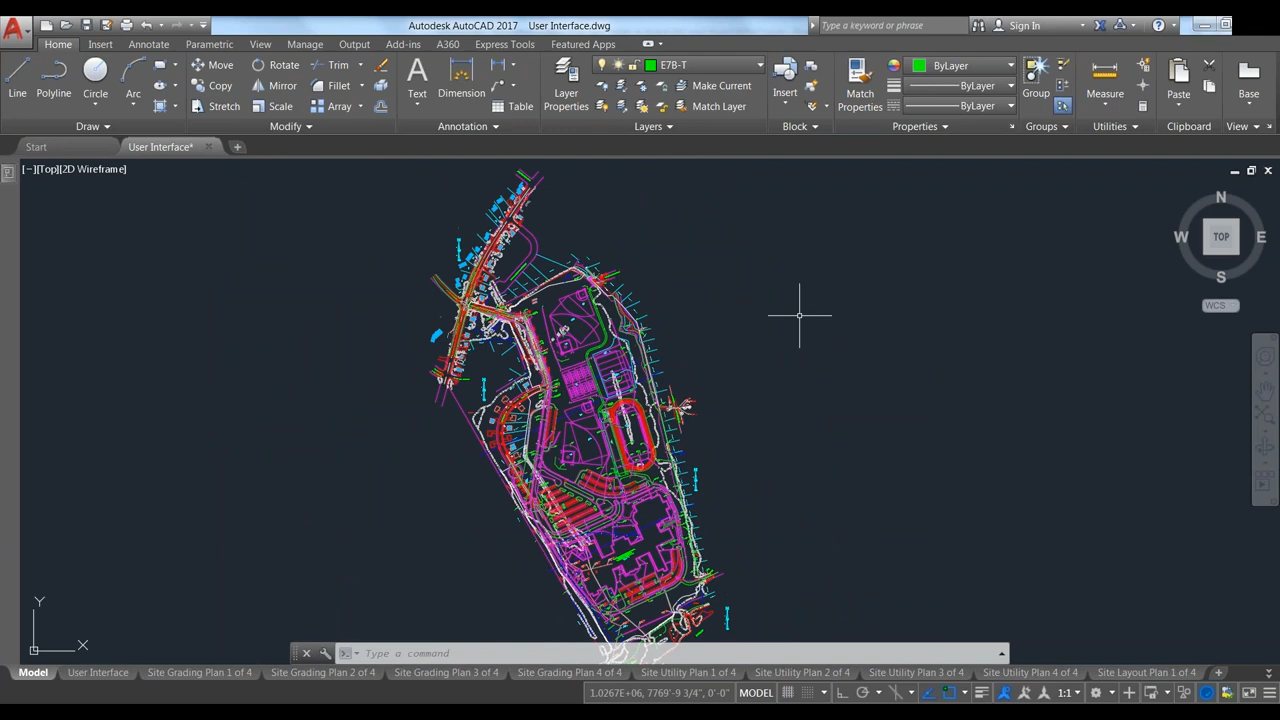 Autodesk AutoCAD 2017 User Interface.dwg
Type a keyword or phrase
Sign In
Home Insert Annotate Parametric View Manage Output Add-ins A360 Express Tools Featured Apps
Line Polyline Circle Arc
Move Rotate Trim
Copy Mirror Fillet
Stretch Scale Array
Text Dimension Table
Layer Properties
E7B-T
Make Current
Match Layer
Insert
Match Properties
ByLayer
ByLayer
ByLayer
Group
Measure
Paste
Base
Draw Modify Annotation Layers Block Properties Groups Utilities Clipboard View
Start User Interface*
[−][Top][2D Wireframe]
N
W TOP E
S
WCS
Y
X
Type a command
Model User Interface Site Grading Plan 1 of 4 Site Grading Plan 2 of 4 Site Grading Plan 3 of 4 Site Grading Plan 4 of 4 Site Utility Plan 1 of 4 Site Utility Plan 2 of 4 Site Utility Plan 3 of 4 Site Utility Plan 4 of 4 Site Layout Plan 1 of 4
1.0267E+06, 7769'-9 3/4", 0'-0" MODEL 1:1